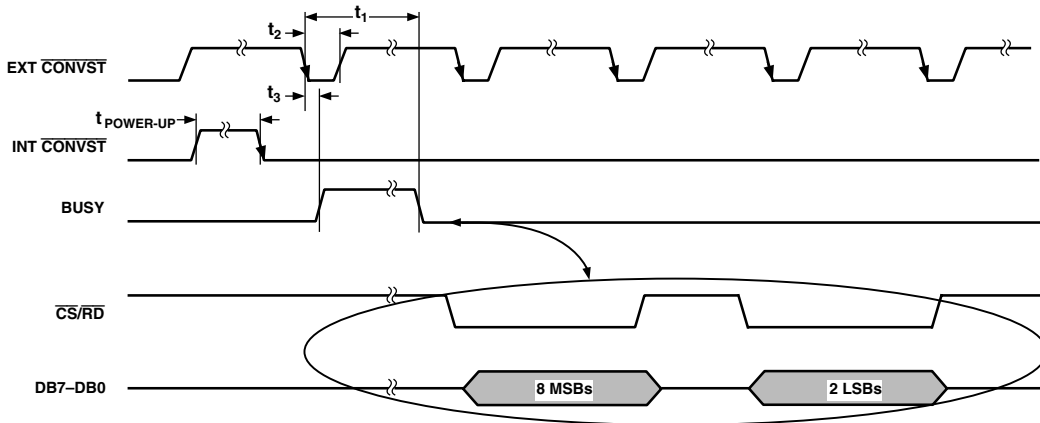 t1
t2
EXT CONVST
t3
tPOWER-UP
INT CONVST
BUSY
CS/RD
DB7–DB0
8 MSBs
2 LSBs